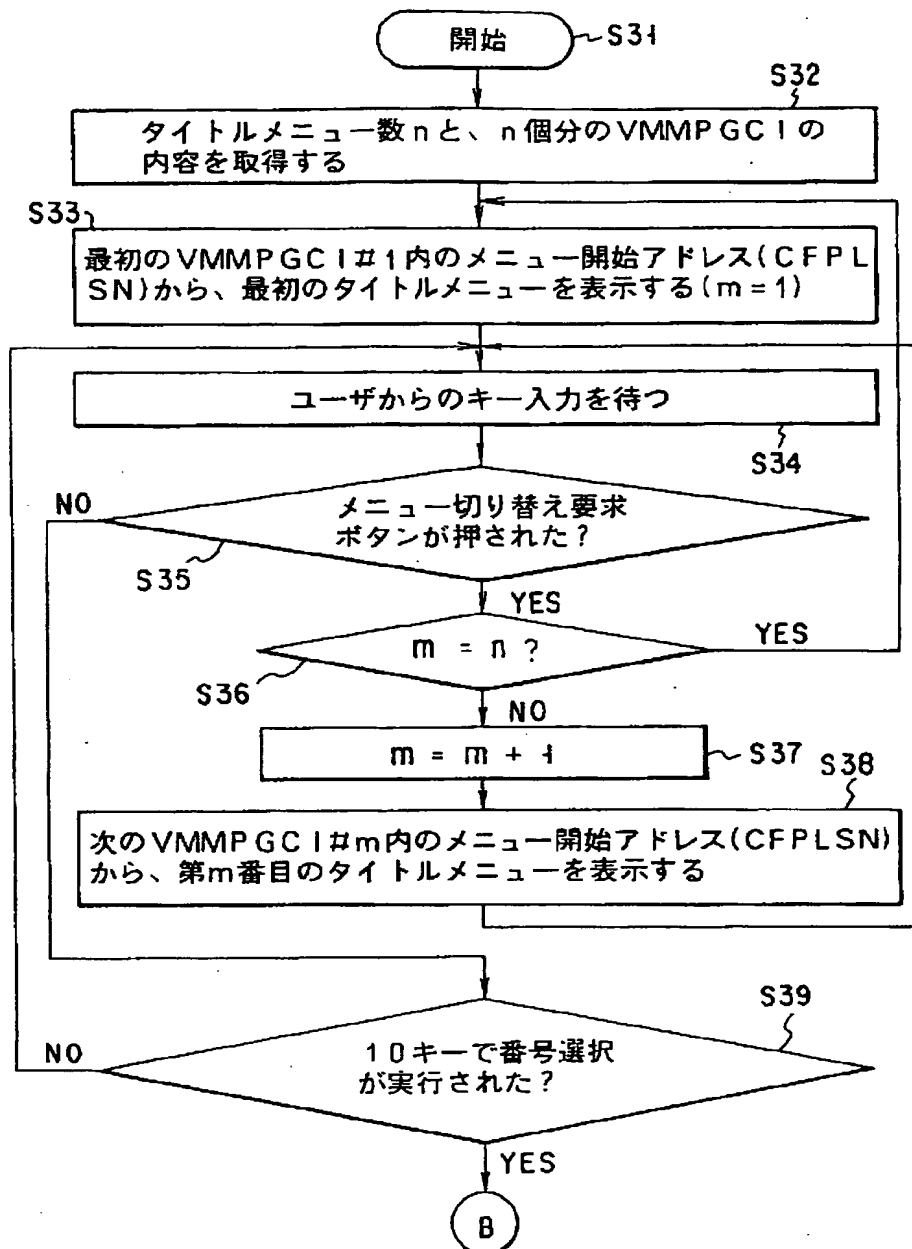 開始
S31
S32
タイトルメニュー数nと、n個分のVMMPGCIの
内容を取得する
S33
最初のVMMPGCI#1内のメニュー開始アドレス(CFPL
SN)から、最初のタイトルメニューを表示する(m=1)
ユーザからのキー入力を待つ
S34
NO
メニュー切り替え要求
ボタンが押された?
S35
YES
m = n ?
YES
S36
NO
m = m + 1
S37
S38
次のVMMPGCI#m内のメニュー開始アドレス(CFPLSN)
から、第m番目のタイトルメニューを表示する
S39
NO
10キーで番号選択
が実行された?
YES
B